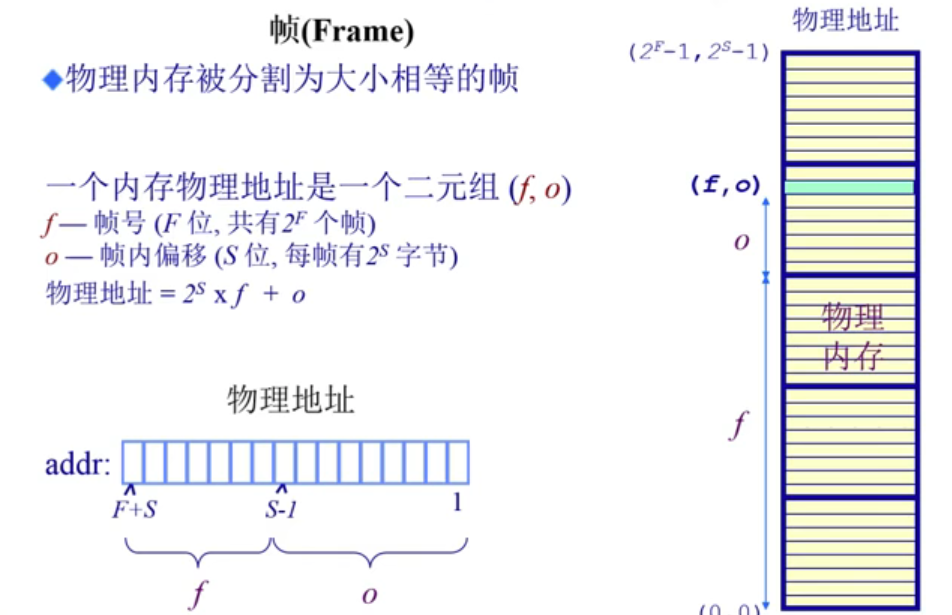 帧(Frame)
物理内存被分割为大小相等的帧
一个内存物理地址是一个二元组 (f, o)
f — 帧号 (F 位, 共有2^F 个帧)
o — 帧内偏移 (S 位, 每帧有2^S 字节)
物理地址 = 2^S x f + o
物理地址
addr:
F+S
S-1
1
f
o
物理地址
(2^F-1,2^S-1)
(f,o)
o
物理
内存
f
(0,0)